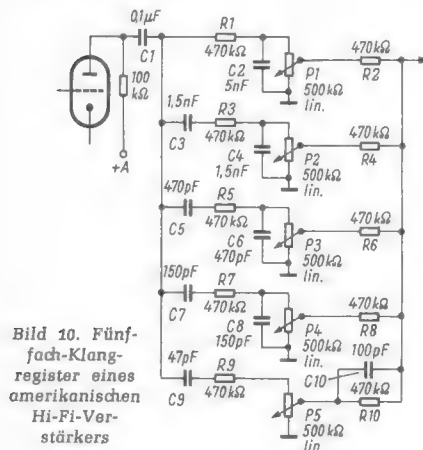 0,1µF
C1
100
kΩ
+A
R1
470kΩ
C2
5nF
P1
500kΩ
lin.
470kΩ
R2
1,5nF
C3
R3
470kΩ
C4
1,5nF
P2
500kΩ
lin.
470kΩ
R4
470pF
C5
R5
470kΩ
C6
470pF
P3
500kΩ
lin.
470kΩ
R6
150pF
C7
R7
470kΩ
C8
150pF
P4
500kΩ
lin.
470kΩ
R8
47pF
C9
R9
470kΩ
P5
500kΩ
lin.
100pF
C10
470kΩ
R10
Bild 10. Fünf-
fach-Klang-
register eines
amerikanischen
Hi-Fi-Ver-
stärkers